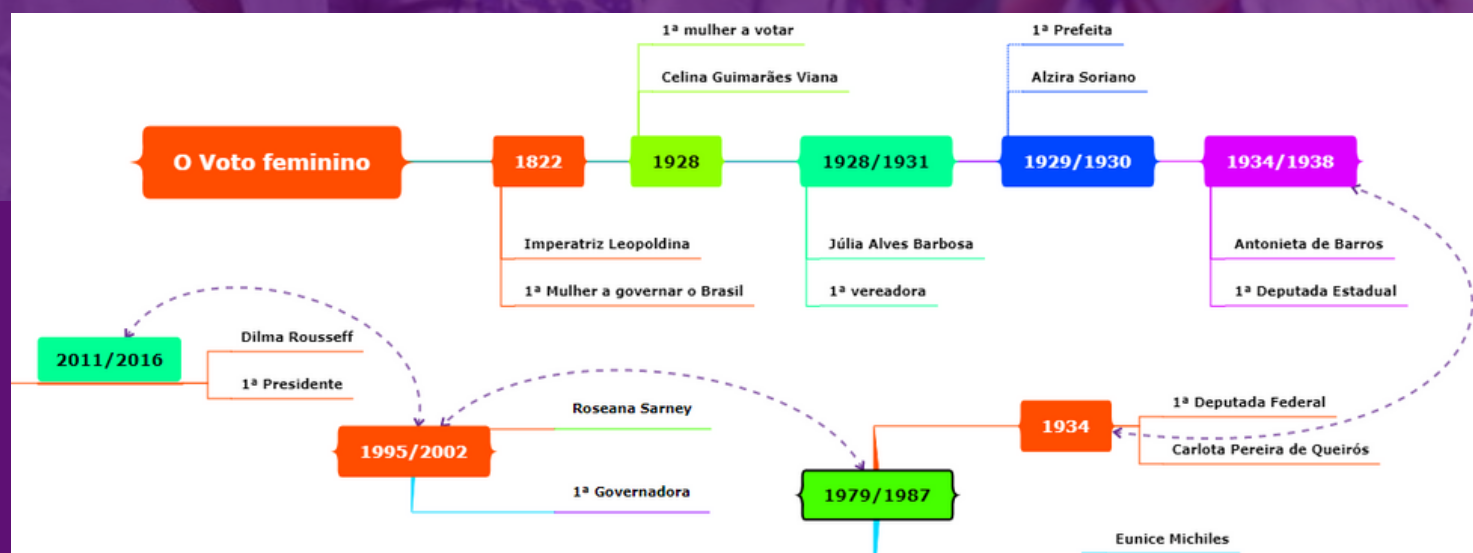 1ª mulher a votar
Celina Guimarães Viana
1ª Prefeita
Alzira Soriano
O Voto feminino
1822
1928
1928/1931
1929/1930
1934/1938
Imperatriz Leopoldina
1ª Mulher a governar o Brasil
Júlia Alves Barbosa
1ª vereadora
Antonieta de Barros
1ª Deputada Estadual
2011/2016
Dilma Rousseff
1ª Presidente
Roseana Sarney
1995/2002
1ª Governadora
1934
1ª Deputada Federal
Carlota Pereira de Queirós
1979/1987
Eunice Michiles